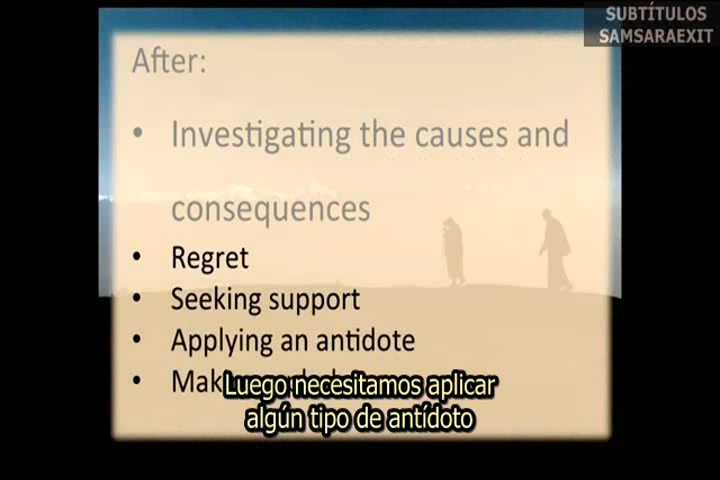 SUBTÍTULOS
SAMSARAEXIT
After:
• Investigating the causes and
consequences
• Regret
• Seeking support
• Applying an antidote
•
Luego necesitamos aplicar
algún tipo de antídoto